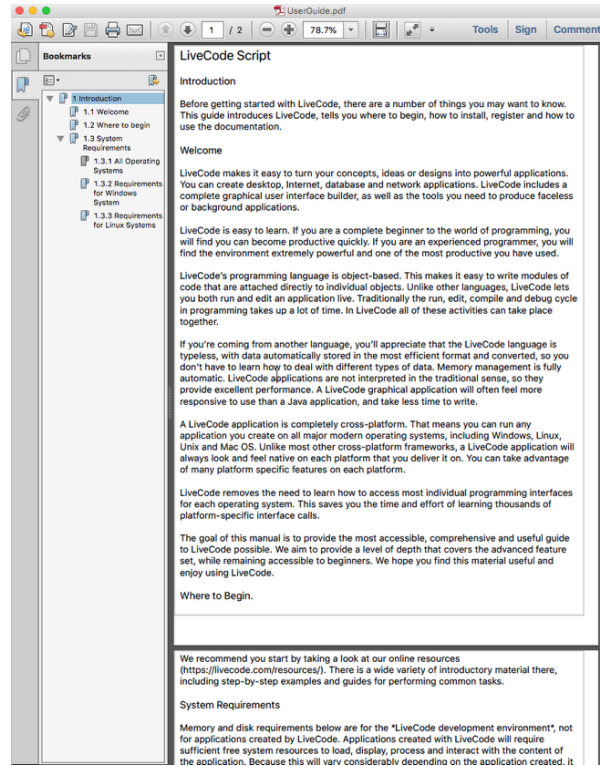 UserGuide.pdf
1 / 2
78.7%
Tools Sign Comment
Bookmarks
1 Introduction
1.1 Welcome
1.2 Where to begin
1.3 System
Requirements
1.3.1 All Operating
Systems
1.3.2 Requirements
for Windows
System
1.3.3 Requirements
for Linux Systems
LiveCode Script
Introduction
Before getting started with LiveCode, there are a number of things you may want to know.
This guide introduces LiveCode, tells you where to begin, how to install, register and how to
use the documentation.
Welcome
LiveCode makes it easy to turn your concepts, ideas or designs into powerful applications.
You can create desktop, Internet, database and network applications. LiveCode includes a
complete graphical user interface builder, as well as the tools you need to produce faceless
or background applications.
LiveCode is easy to learn. If you are a complete beginner to the world of programming, you
will find you can become productive quickly. If you are an experienced programmer, you will
find the environment extremely powerful and one of the most productive you have used.
LiveCode's programming language is object-based. This makes it easy to write modules of
code that are attached directly to individual objects. Unlike other languages, LiveCode lets
you both run and edit an application live. Traditionally the run, edit, compile and debug cycle
in programming takes up a lot of time. In LiveCode all of these activities can take place
together.
If you're coming from another language, you'll appreciate that the LiveCode language is
typeless, with data automatically stored in the most efficient format and converted, so you
don't have to learn how to deal with different types of data. Memory management is fully
automatic. LiveCode applications are not interpreted in the traditional sense, so they
provide excellent performance. A LiveCode graphical application will often feel more
responsive to use than a Java application, and take less time to write.
A LiveCode application is completely cross-platform. That means you can run any
application you create on all major modern operating systems, including Windows, Linux,
Unix and Mac OS. Unlike most other cross-platform frameworks, a LiveCode application will
always look and feel native on each platform that you deliver it on. You can take advantage
of many platform specific features on each platform.
LiveCode removes the need to learn how to access most individual programming interfaces
for each operating system. This saves you the time and effort of learning thousands of
platform-specific interface calls.
The goal of this manual is to provide the most accessible, comprehensive and useful guide
to LiveCode possible. We aim to provide a level of depth that covers the advanced feature
set, while remaining accessible to beginners. We hope you find this material useful and
enjoy using LiveCode.
Where to Begin.
We recommend you start by taking a look at our online resources
(https://livecode.com/resources/). There is a wide variety of introductory material there,
including step-by-step examples and guides for performing common tasks.
System Requirements
Memory and disk requirements below are for the *LiveCode development environment*, not
for applications created by LiveCode. Applications created with LiveCode will require
sufficient free system resources to load, display, process and interact with the content of
the application. Because this will vary considerably depending on the application created, it